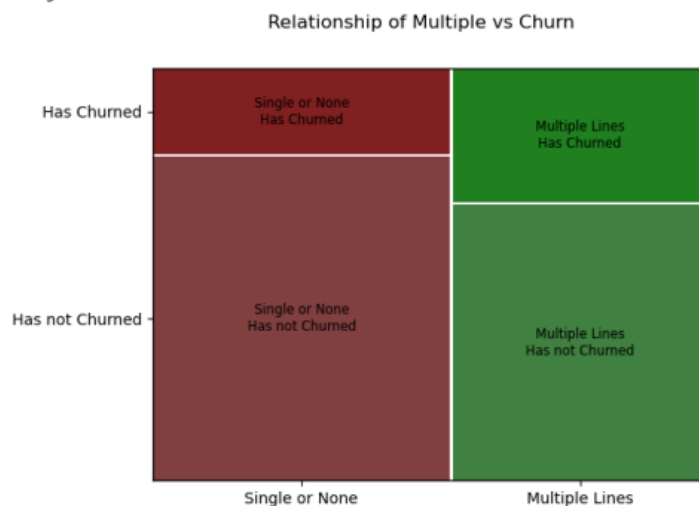 Relationship of Multiple vs Churn
Has Churned
Single or None
Has Churned
Multiple Lines
Has Churned
Has not Churned
Single or None
Has not Churned
Multiple Lines
Has not Churned
Single or None
Multiple Lines